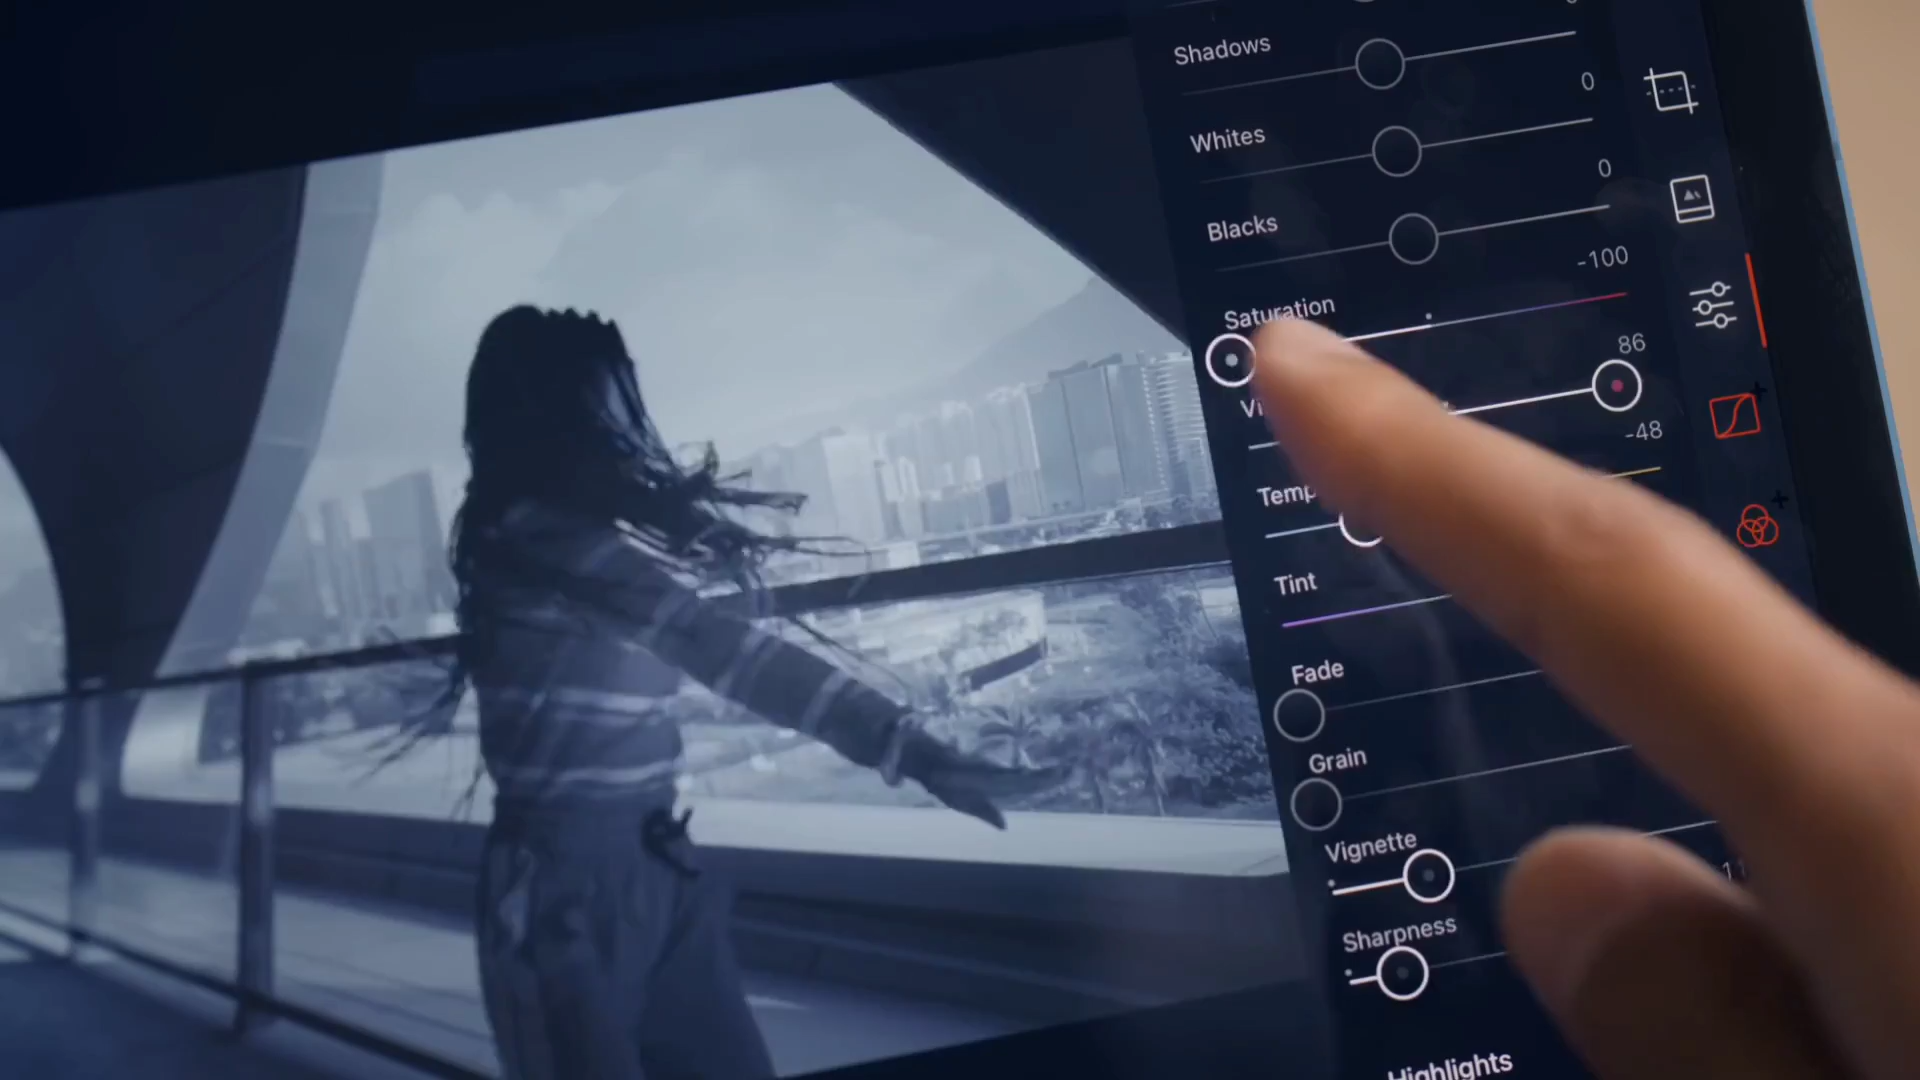 Shadows
0
Whites
0
Blacks
-100
Saturation
86
-48
Temp
Tint
Fade
Grain
Vignette
Sharpness
Highlights